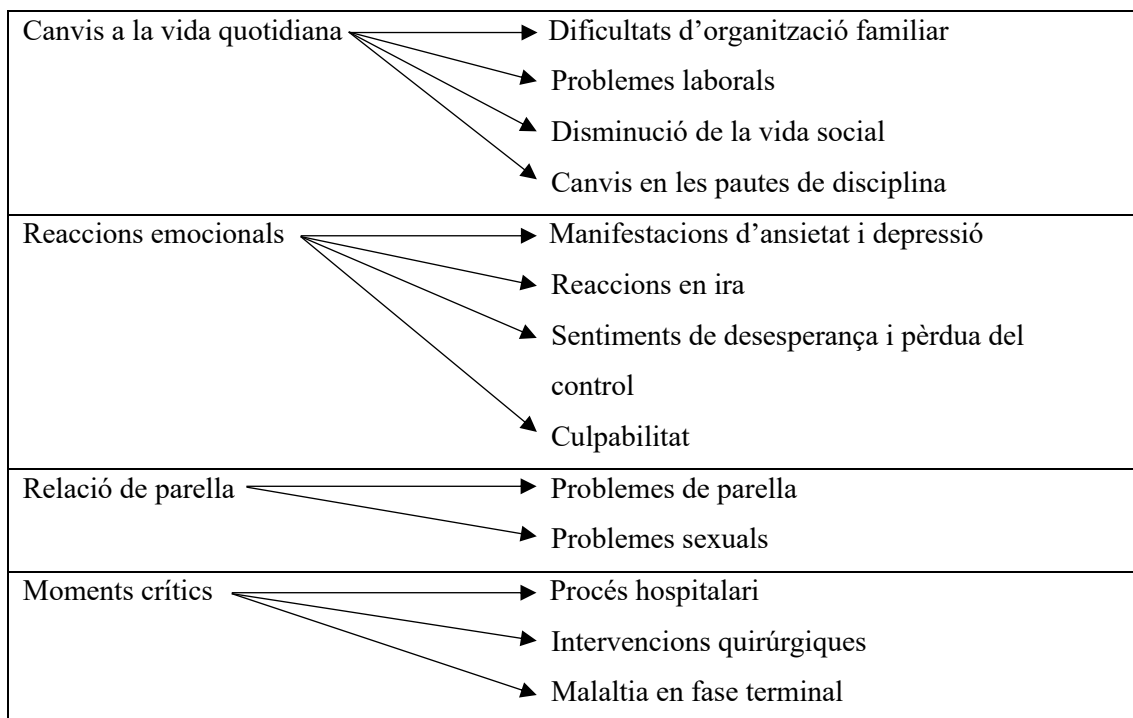 Canvis a la vida quotidiana
Dificultats d’organització familiar
Problemes laborals
Disminució de la vida social
Canvis en les pautes de disciplina
Reaccions emocionals
Manifestacions d’ansietat i depressió
Reaccions en ira
Sentiments de desesperança i pèrdua del
control
Culpabilitat
Relació de parella
Problemes de parella
Problemes sexuals
Moments crítics
Procés hospitalari
Intervencions quirúrgiques
Malaltia en fase terminal